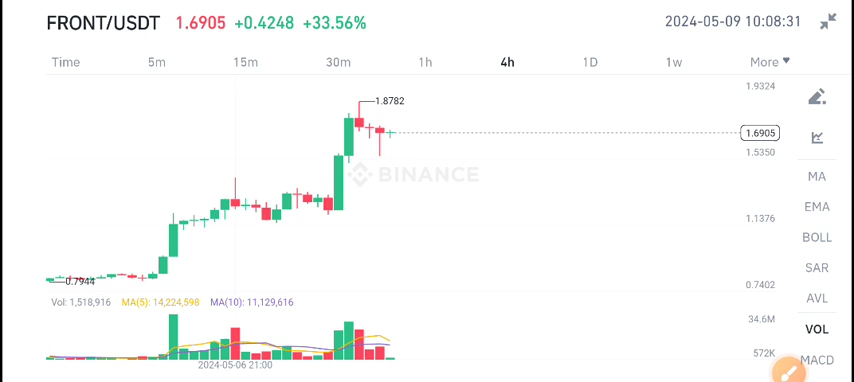 FRONT/USDT 1.6905 +0.4248 +33.56% 2024-05-09 10:08:31
Time 5m 15m 30m 1h 4h 1D 1w More
1.9324
1.8782
1.6905
1.5350
BINANCE
1.1376
0.7944
0.7402
MA
EMA
BOLL
SAR
AVL
VOL
MACD
Vol: 1,518,916 MA(5): 14,224,598 MA(10): 11,129,616
34.6M
572K
2024-05-06 21:00